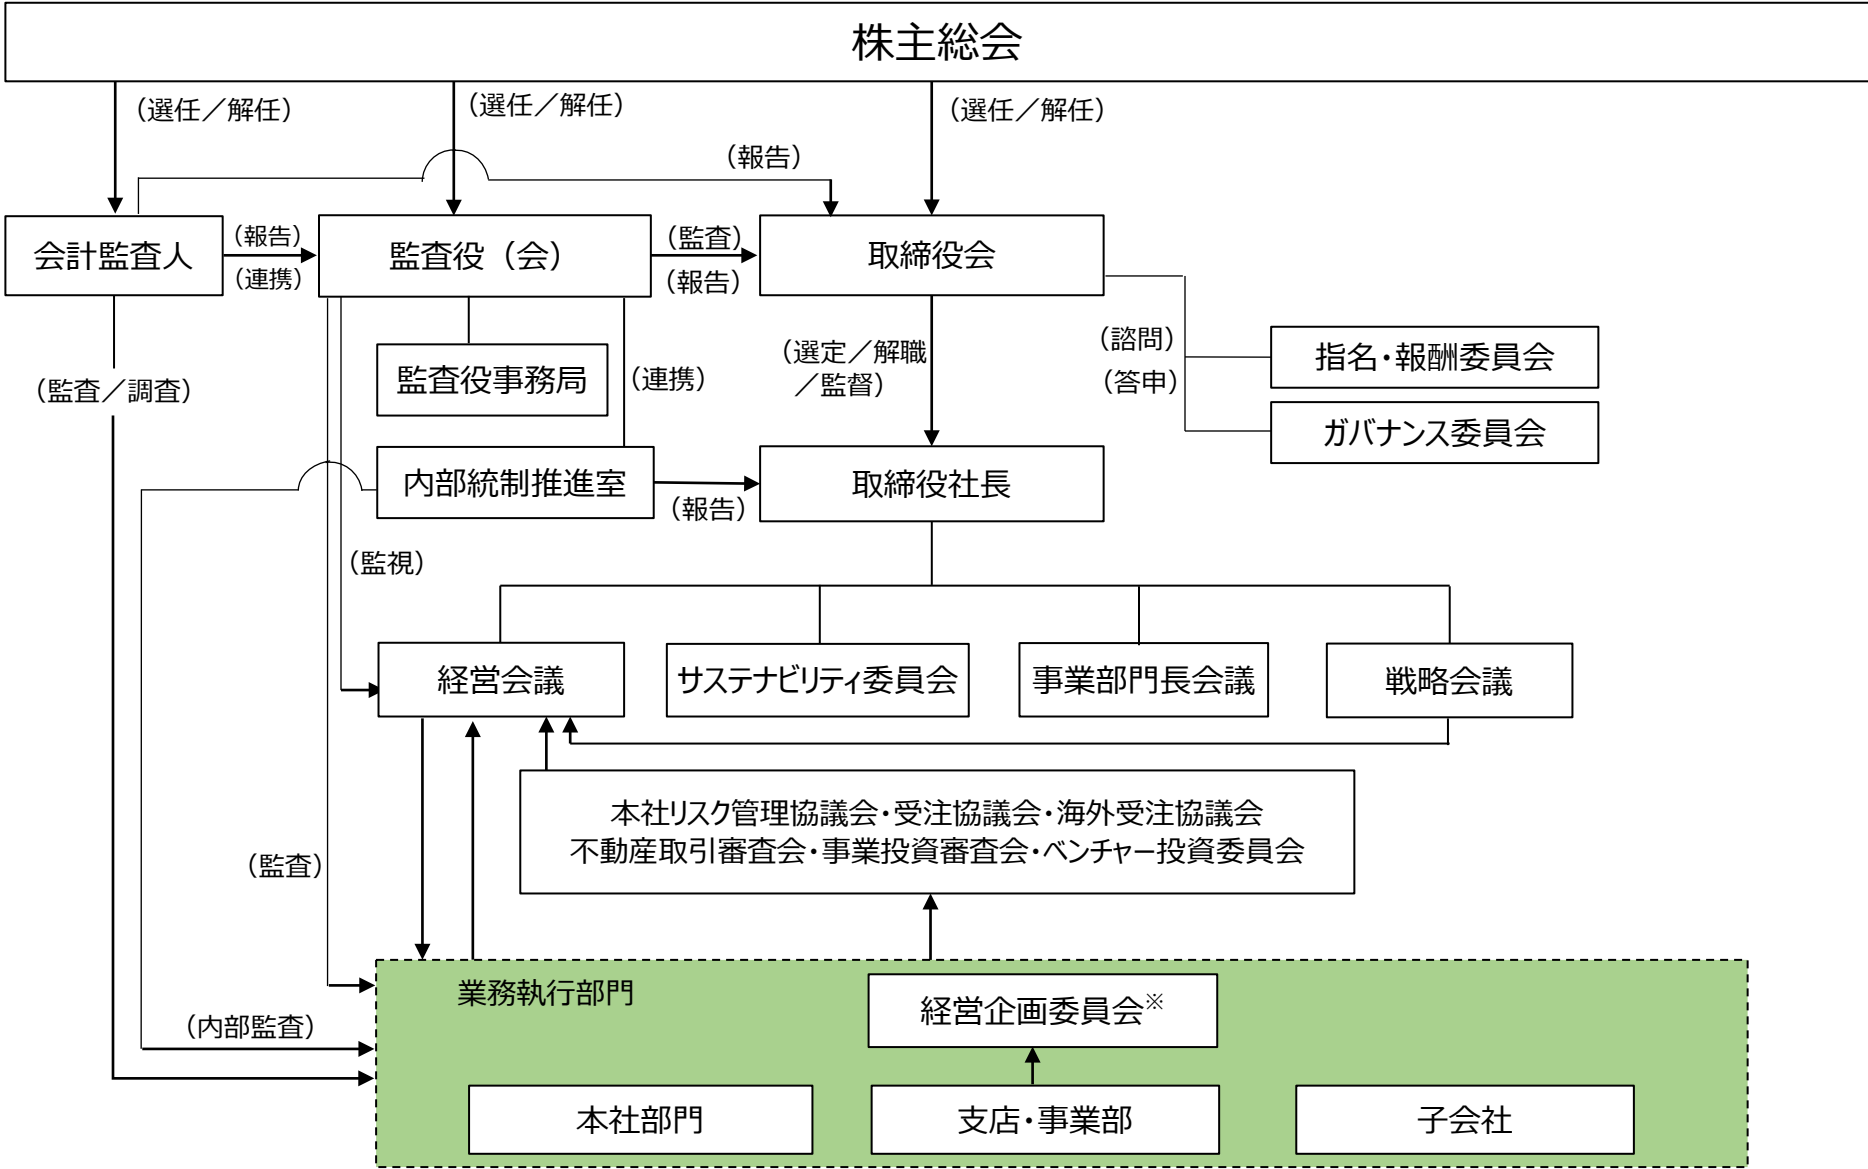 株主総会
（選任／解任）
（選任／解任）
（選任／解任）
（報告）
会計監査人
（報告）
（連携）
監査役（会）
（監査）
（報告）
取締役会
（監査／調査）
監査役事務局
（連携）
（選定／解職
／監督）
（諮問）
（答申）
指名・報酬委員会
ガバナンス委員会
内部統制推進室
（報告）
取締役社長
（監視）
経営会議
サステナビリティ委員会
事業部門長会議
戦略会議
本社リスク管理協議会・受注協議会・海外受注協議会
不動産取引審査会・事業投資審査会・ベンチャー投資委員会
（監査）
業務執行部門
経営企画委員会※
（内部監査）
本社部門
支店・事業部
子会社